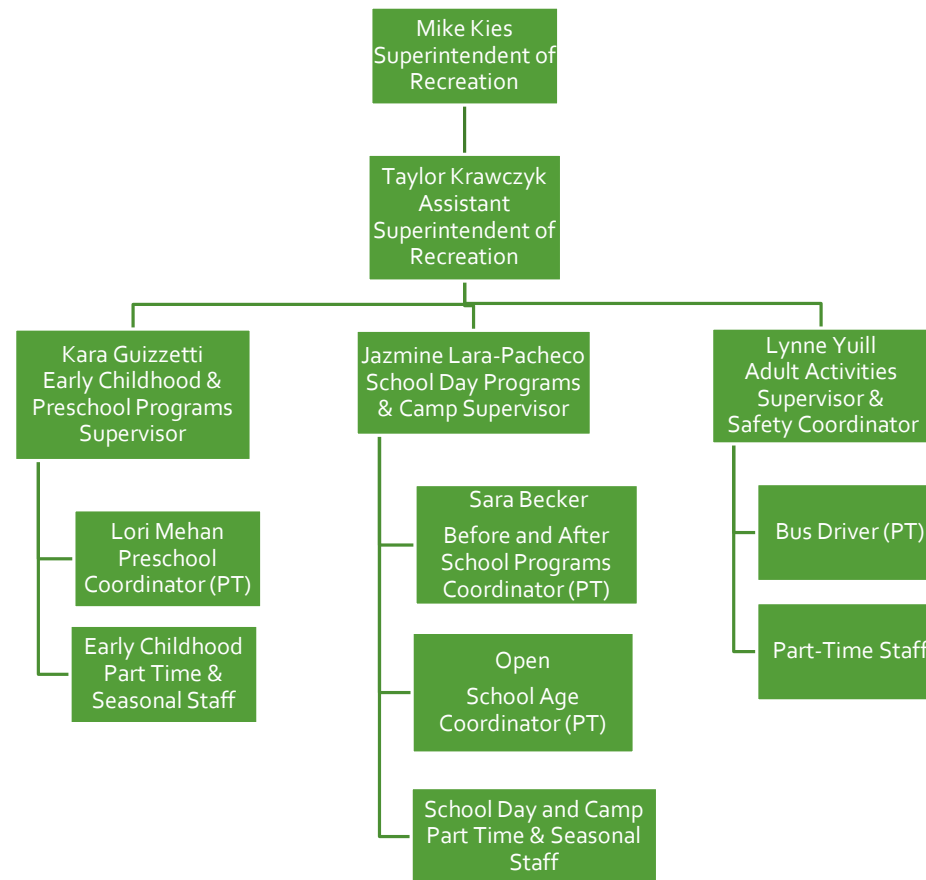 Mike Kies
Superintendent of
Recreation
Taylor Krawczyk
Assistant
Superintendent of
Recreation
Kara Guizzetti
Early Childhood &
Preschool Programs
Supervisor
Lori Mehan
Preschool
Coordinator (PT)
Early Childhood
Part Time &
Seasonal Staff
Jazmine Lara-Pacheco
School Day Programs
& Camp Supervisor
Sara Becker
Before and After
School Programs
Coordinator (PT)
Open
School Age
Coordinator (PT)
School Day and Camp
Part Time & Seasonal
Staff
Lynne Yuill
Adult Activities
Supervisor &
Safety Coordinator
Bus Driver (PT)
Part-Time Staff